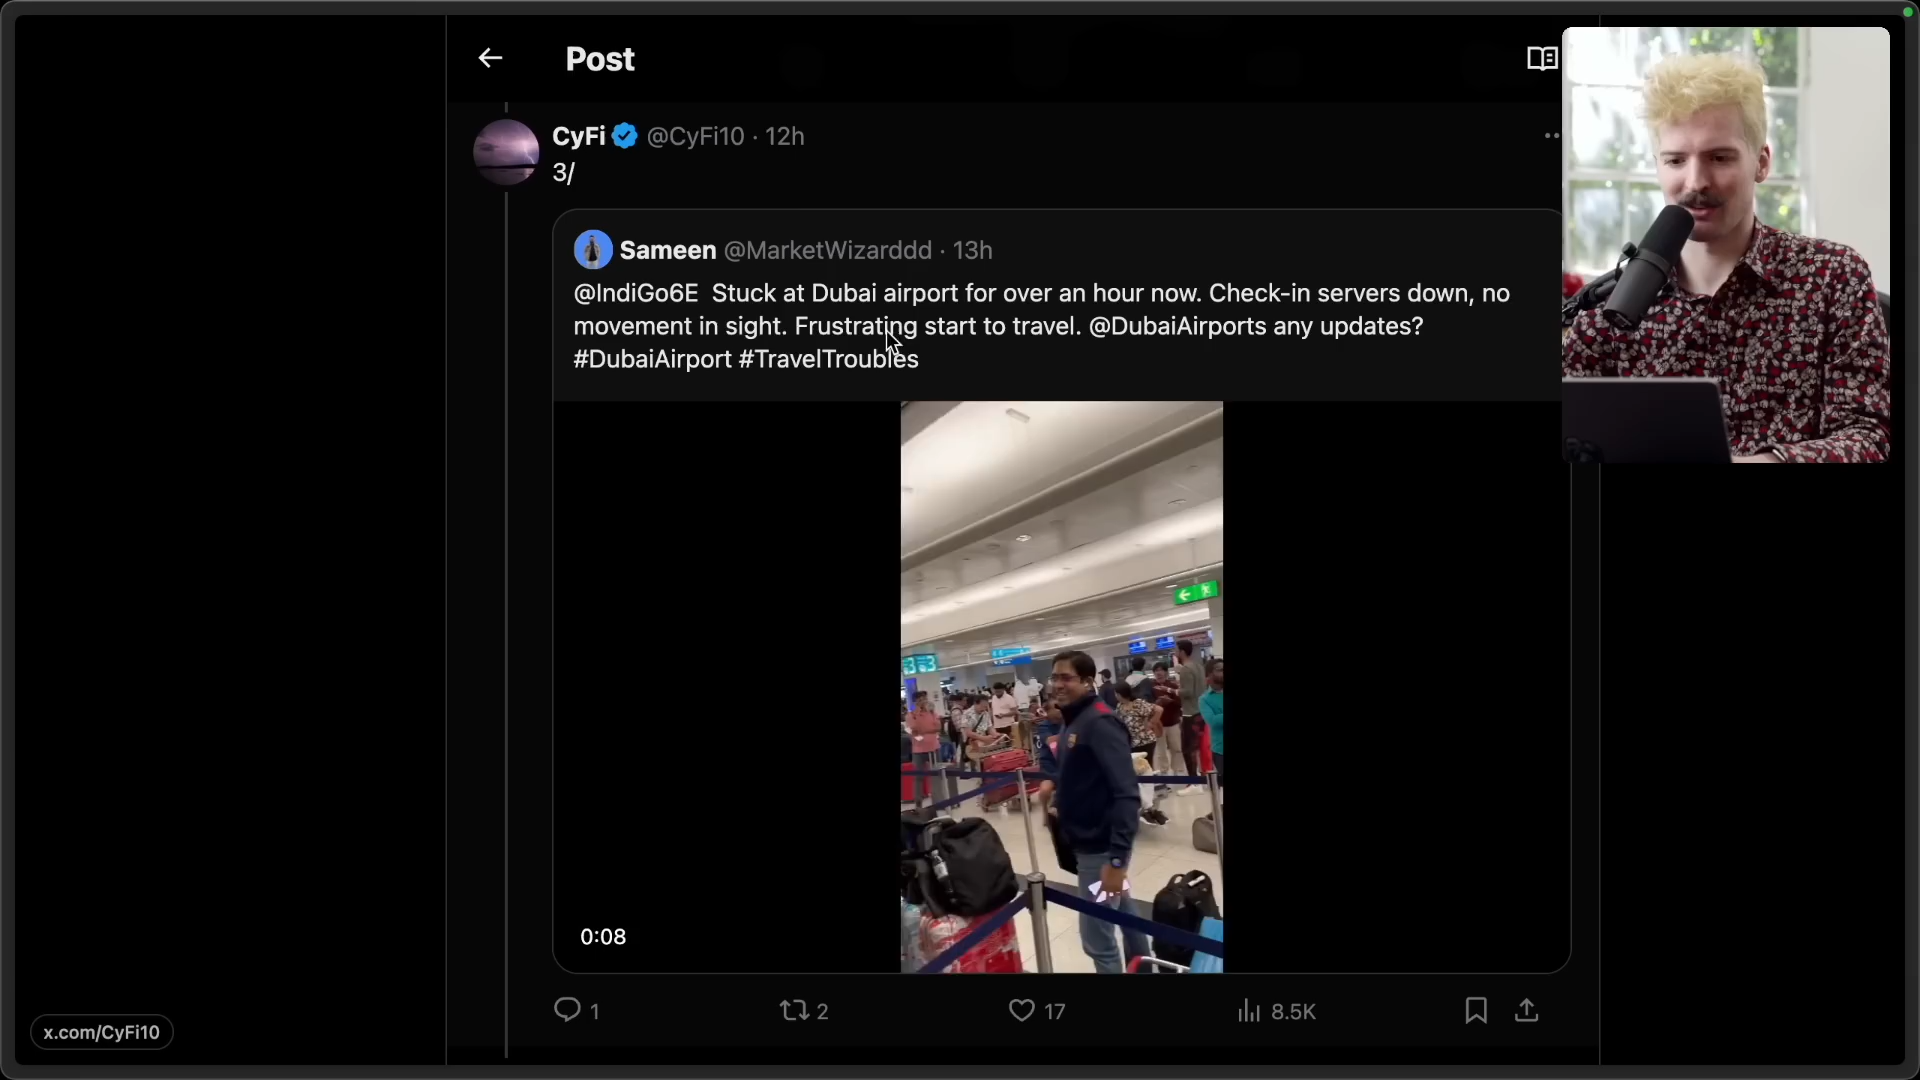 Post
CyFi @CyFi10 · 12h
3/
Sameen @MarketWizarddd · 13h
@IndiGo6E Stuck at Dubai airport for over an hour now. Check-in servers down, no
movement in sight. Frustrating start to travel. @DubaiAirports any updates?
#DubaiAirport #TravelTroubles
0:08
1
2
17
8.5K
x.com/CyFi10